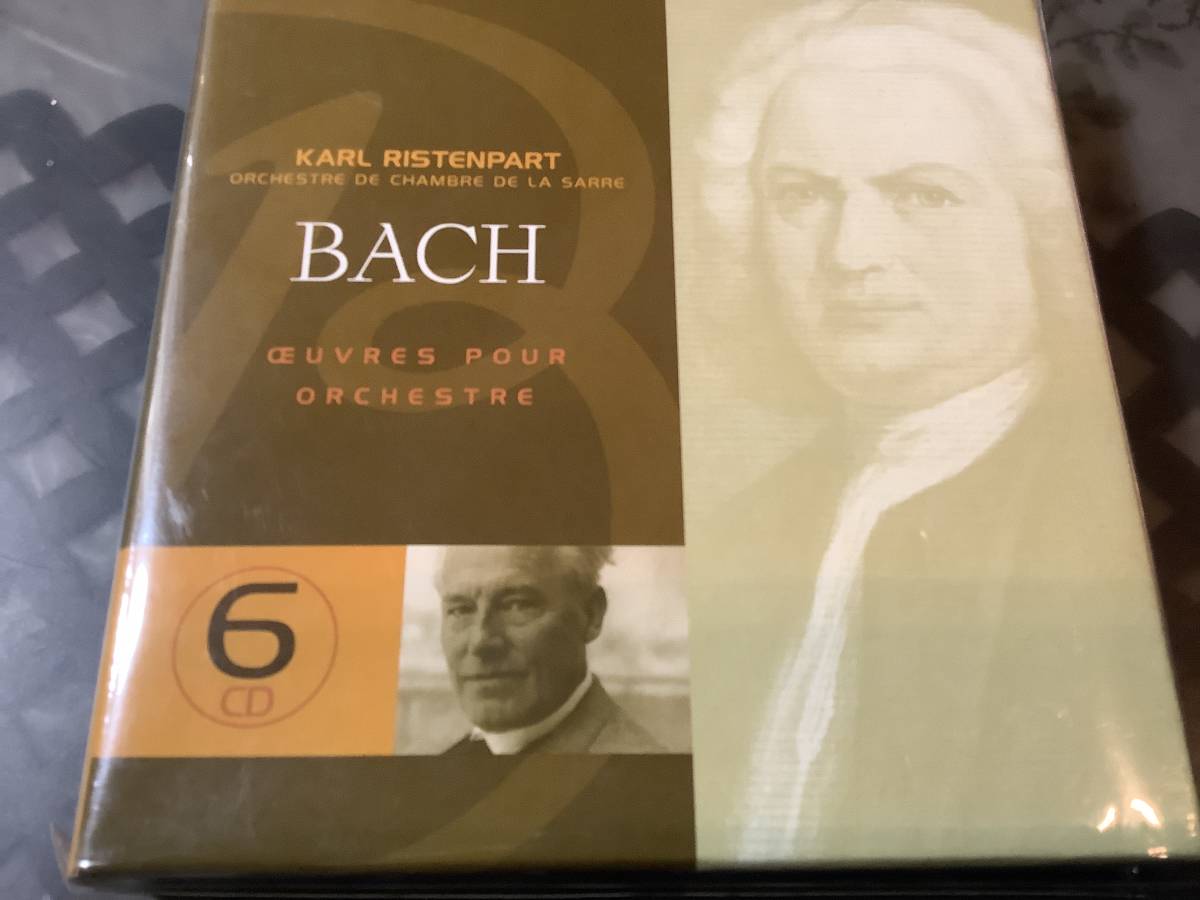 KARL RISTENPART
ORCHESTRE DE CHAMBRE DE LA SARRE
BACH
ŒUVRES POUR
ORCHESTRE
6
CD